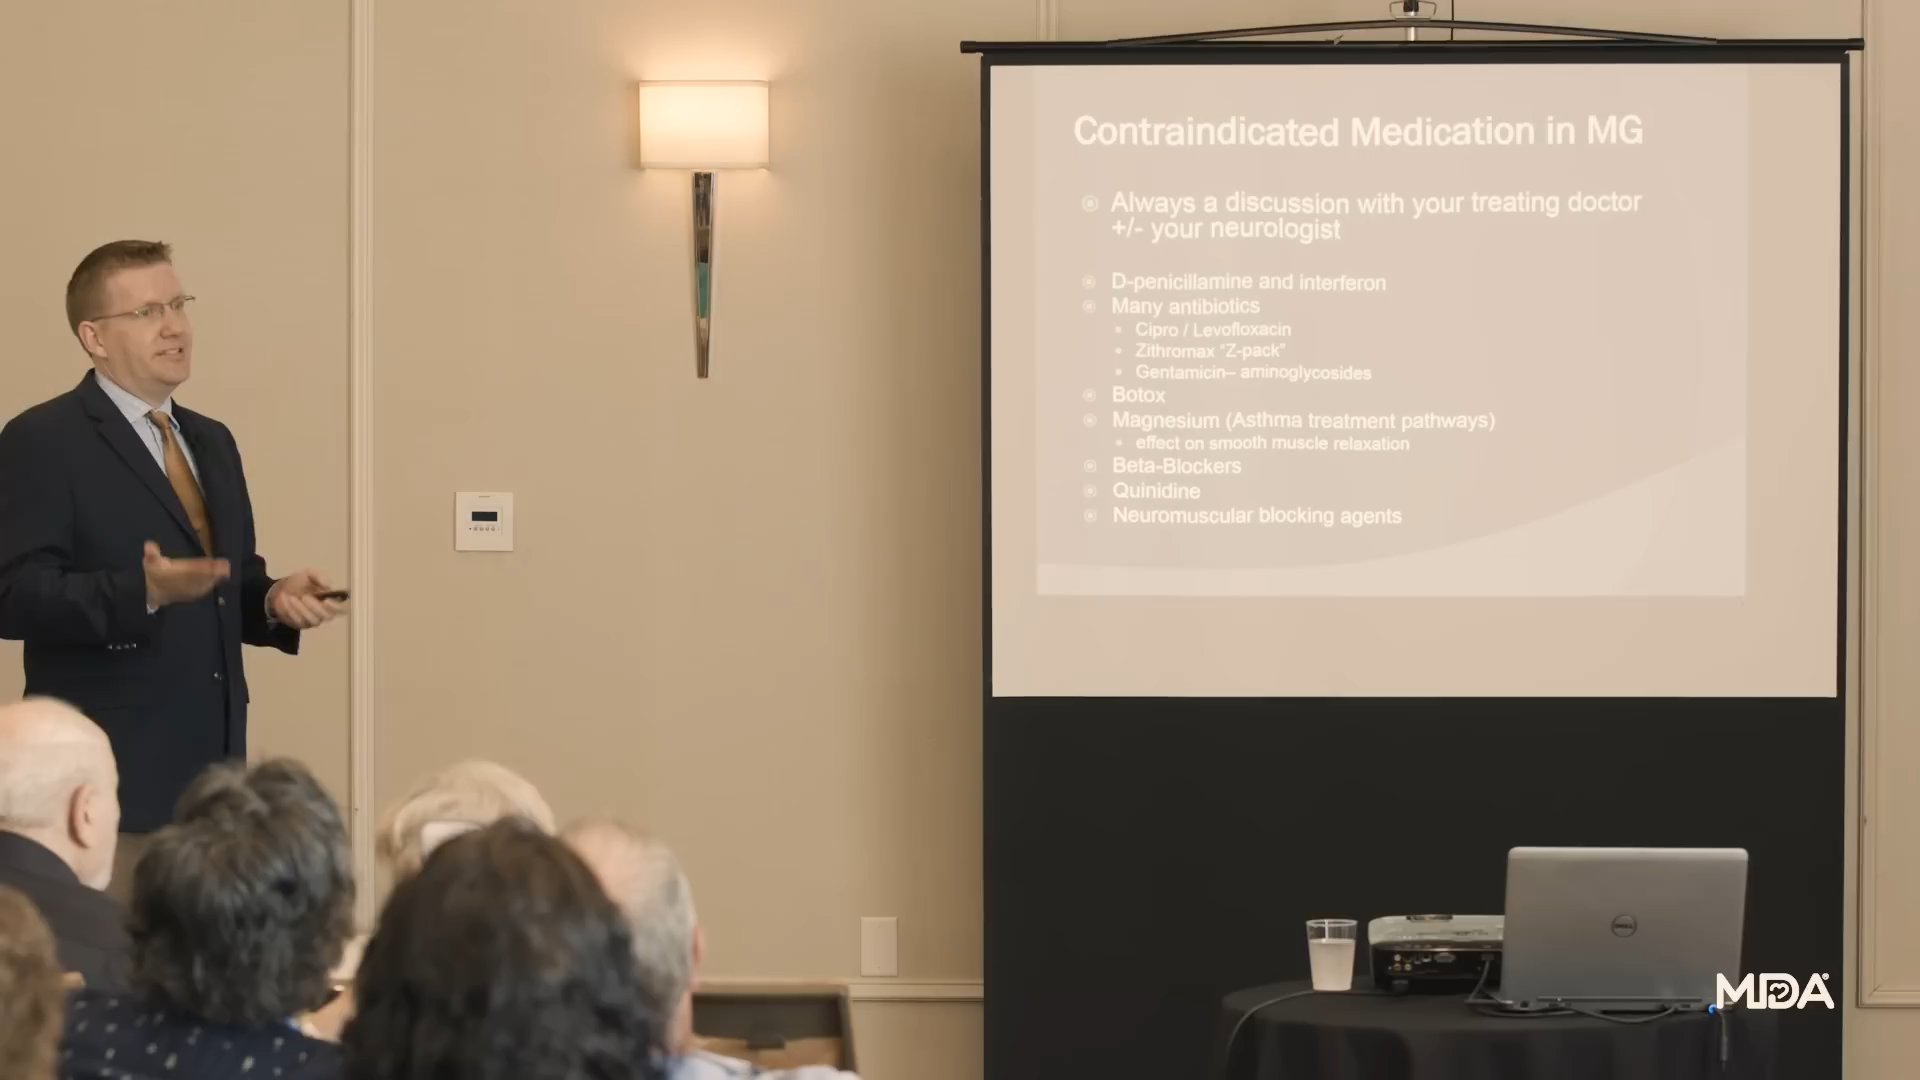 Contraindicated Medication in MG
Always a discussion with your treating doctor
+/- your neurologist
D-penicillamine and interferon
Many antibiotics
Cipro / Levofloxacin
Zithromax "Z-pack"
Gentamicin– aminoglycosides
Botox
Magnesium (Asthma treatment pathways)
effect on smooth muscle relaxation
Beta-Blockers
Quinidine
Neuromuscular blocking agents
DELL
MDA